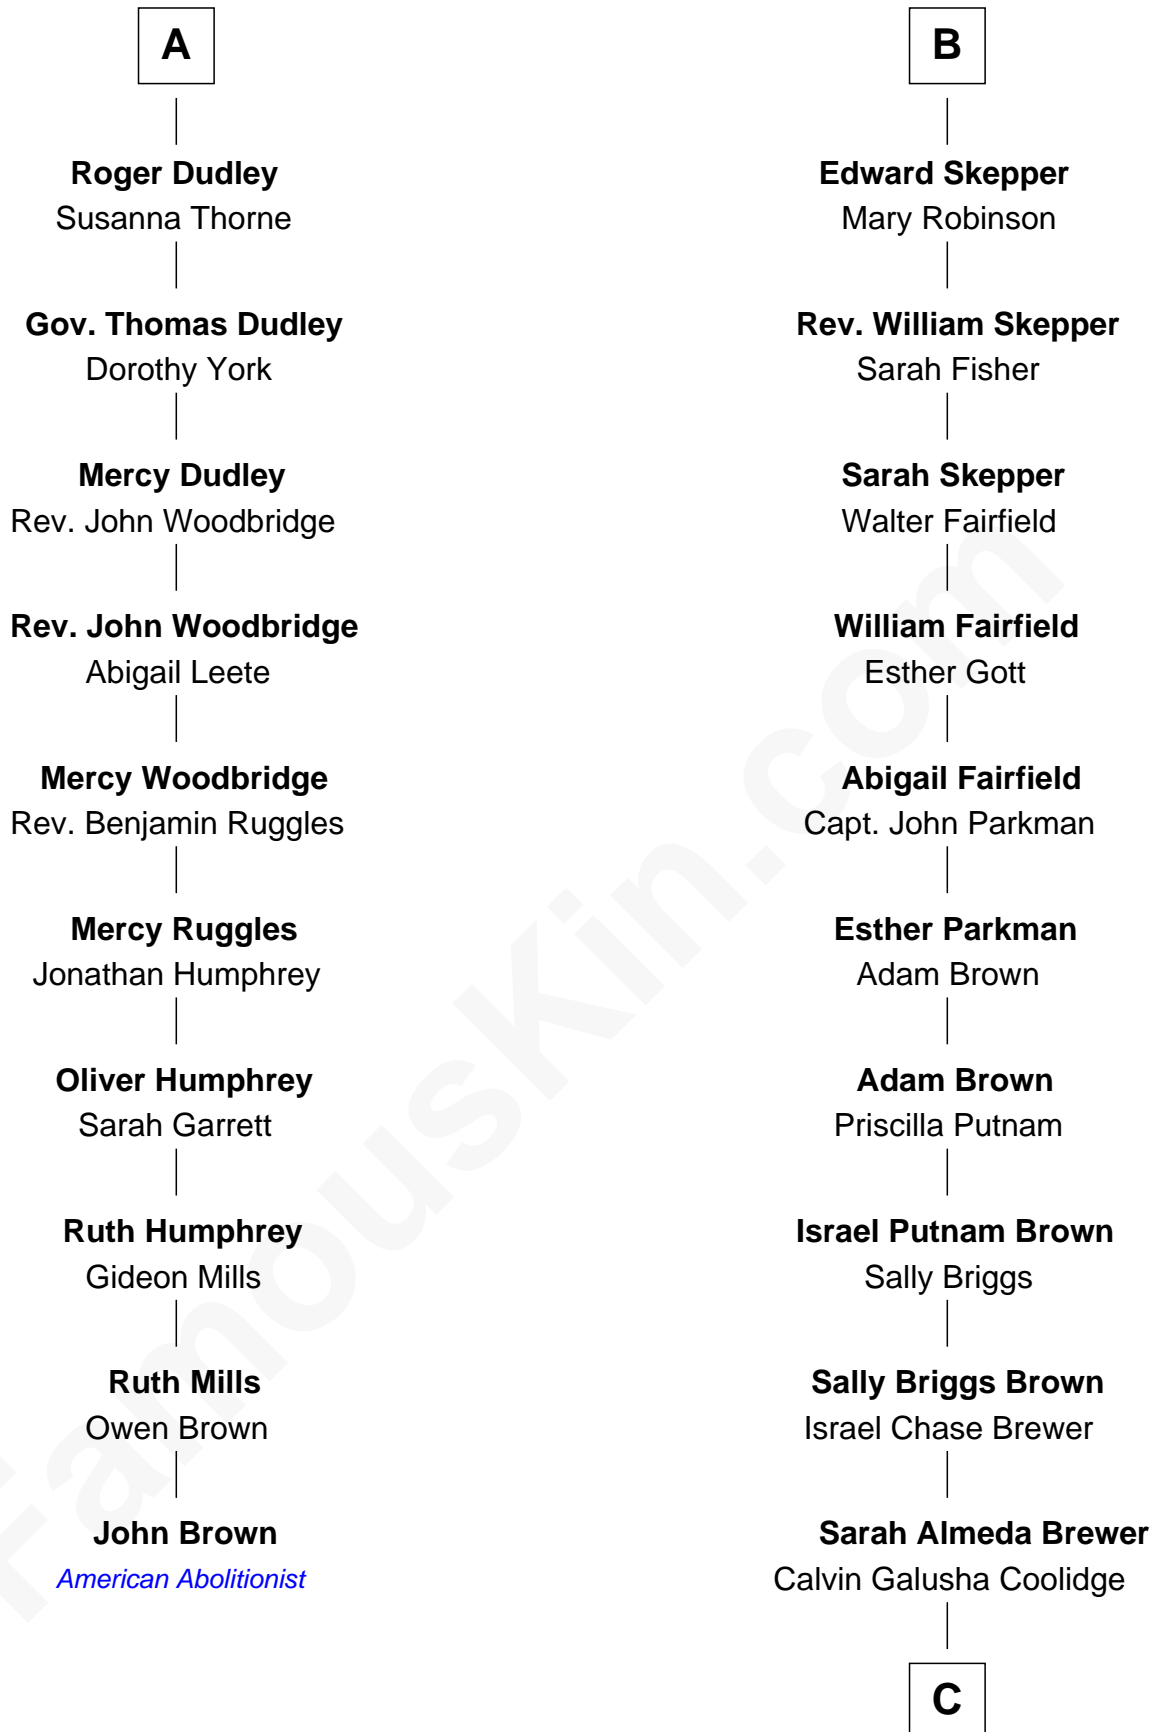 A
Roger Dudley
Susanna Thorne
Gov. Thomas Dudley
Dorothy York
Mercy Dudley
Rev. John Woodbridge
Rev. John Woodbridge
Abigail Leete
Mercy Woodbridge
Rev. Benjamin Ruggles
Mercy Ruggles
Jonathan Humphrey
Oliver Humphrey
Sarah Garrett
Ruth Humphrey
Gideon Mills
Ruth Mills
Owen Brown
John Brown
American Abolitionist
B
Edward Skepper
Mary Robinson
Rev. William Skepper
Sarah Fisher
Sarah Skepper
Walter Fairfield
William Fairfield
Esther Gott
Abigail Fairfield
Capt. John Parkman
Esther Parkman
Adam Brown
Adam Brown
Priscilla Putnam
Israel Putnam Brown
Sally Briggs
Sally Briggs Brown
Israel Chase Brewer
Sarah Almeda Brewer
Calvin Galusha Coolidge
C
FamousKin.com